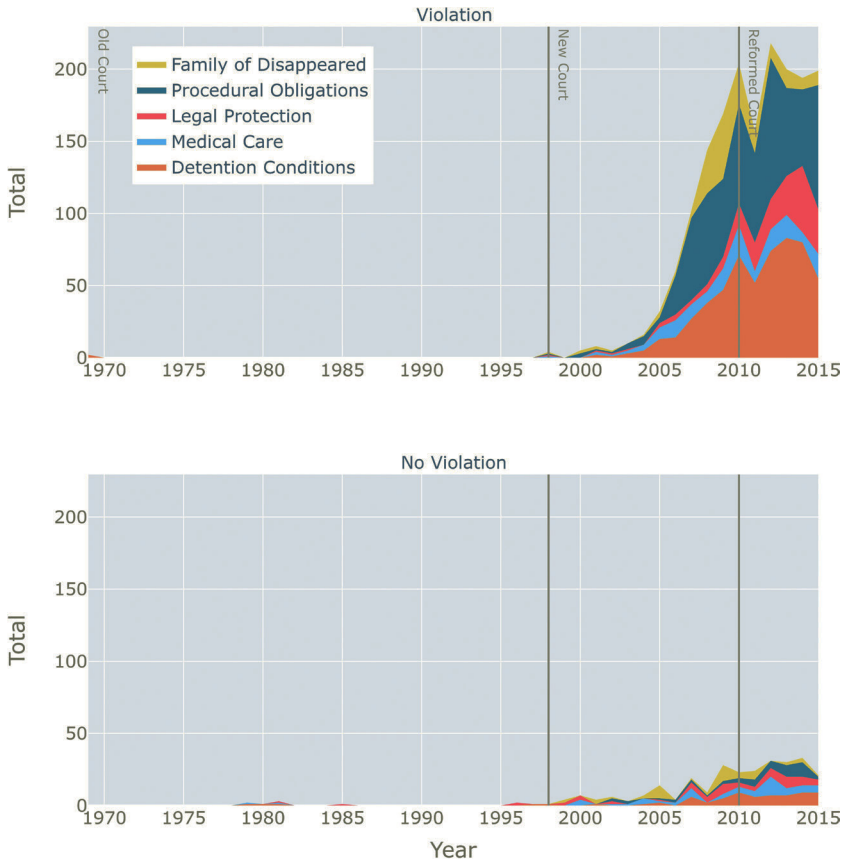 Violation
Old Court
New Court
Reformed Court
Family of Disappeared
Procedural Obligations
Legal Protection
Medical Care
Detention Conditions
Total
200
150
100
50
0
1970 1975 1980 1985 1990 1995 2000 2005 2010 2015
No Violation
Total
200
150
100
50
0
1970 1975 1980 1985 1990 1995 2000 2005 2010 2015
Year